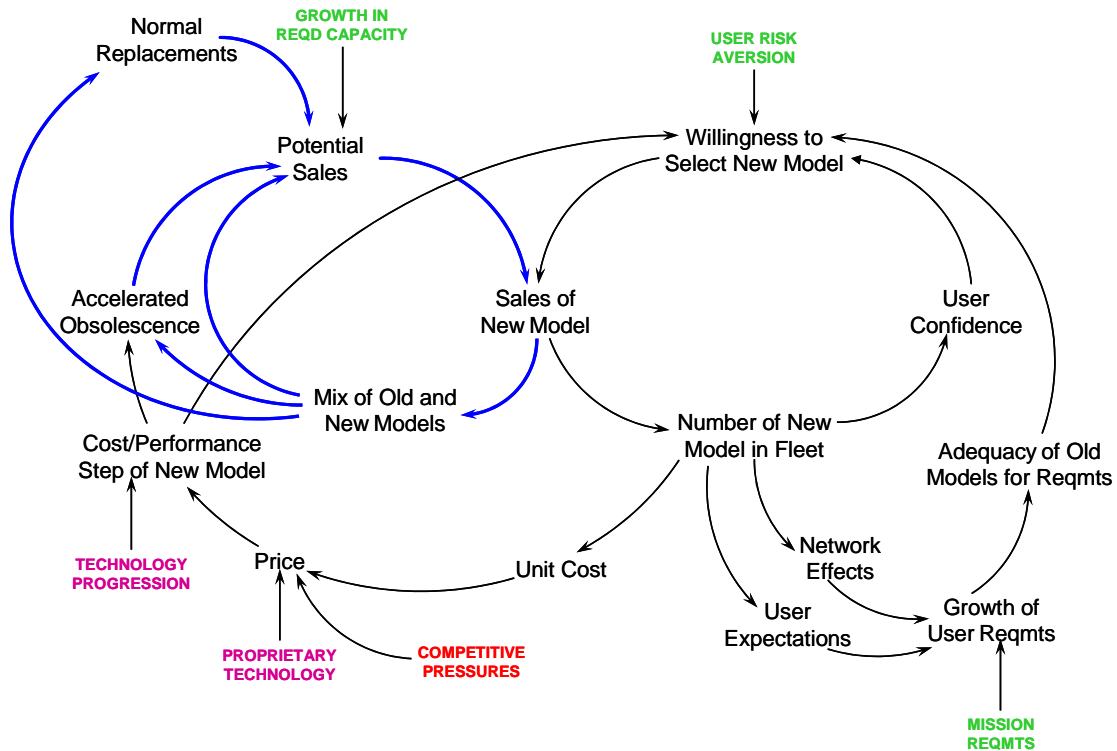 GROWTH IN
REQD CAPACITY
Normal
Replacements
USER RISK
AVERSION
Potential
Sales
Willingness to
Select New Model
Accelerated
Obsolescence
Sales of
New Model
User
Confidence
Mix of Old and
New Models
Number of New
Model in Fleet
Cost/Performance
Step of New Model
Adequacy of Old
Models for Reqmts
TECHNOLOGY
PROGRESSION
Price
Unit Cost
Network
Effects
User
Expectations
Growth of
User Reqmts
PROPRIETARY
TECHNOLOGY
COMPETITIVE
PRESSURES
MISSION
REQMTS